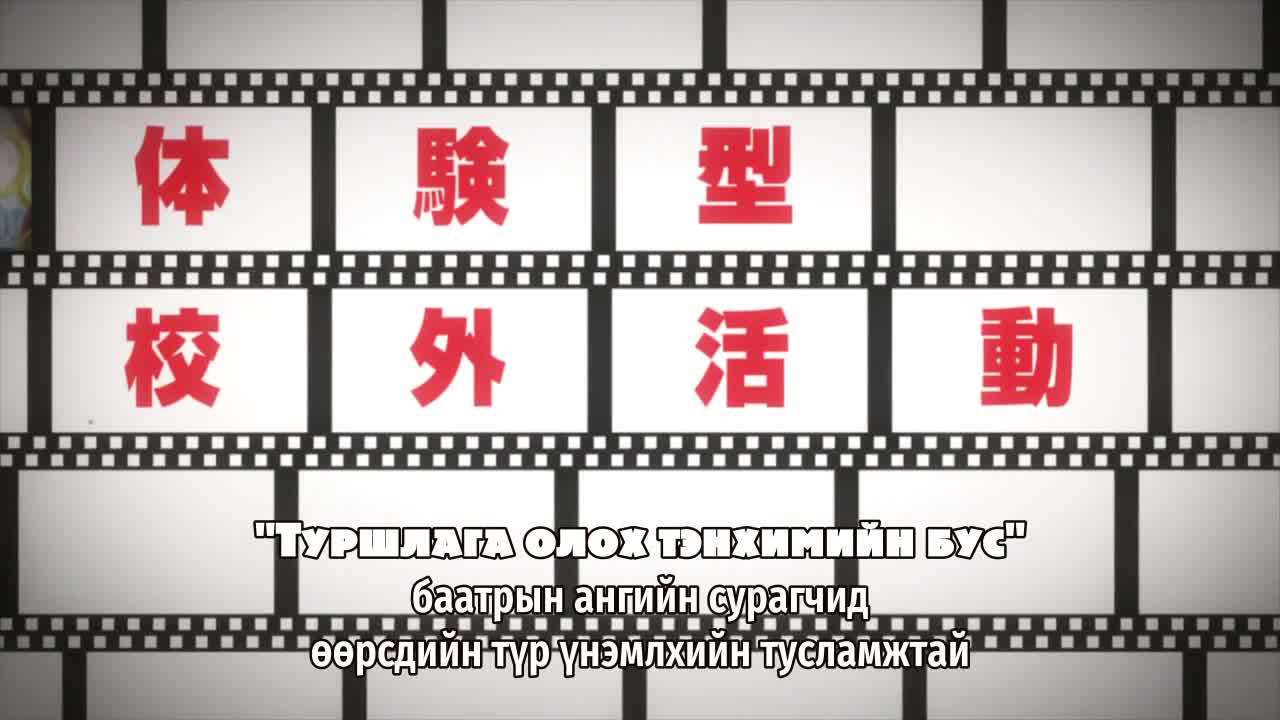 体験型
校外活動
"Туршлага олох тэнхимийн бус"
баатрын ангийн сурагчид
өөрсдийн түр үнэмлхийн тусламжтай